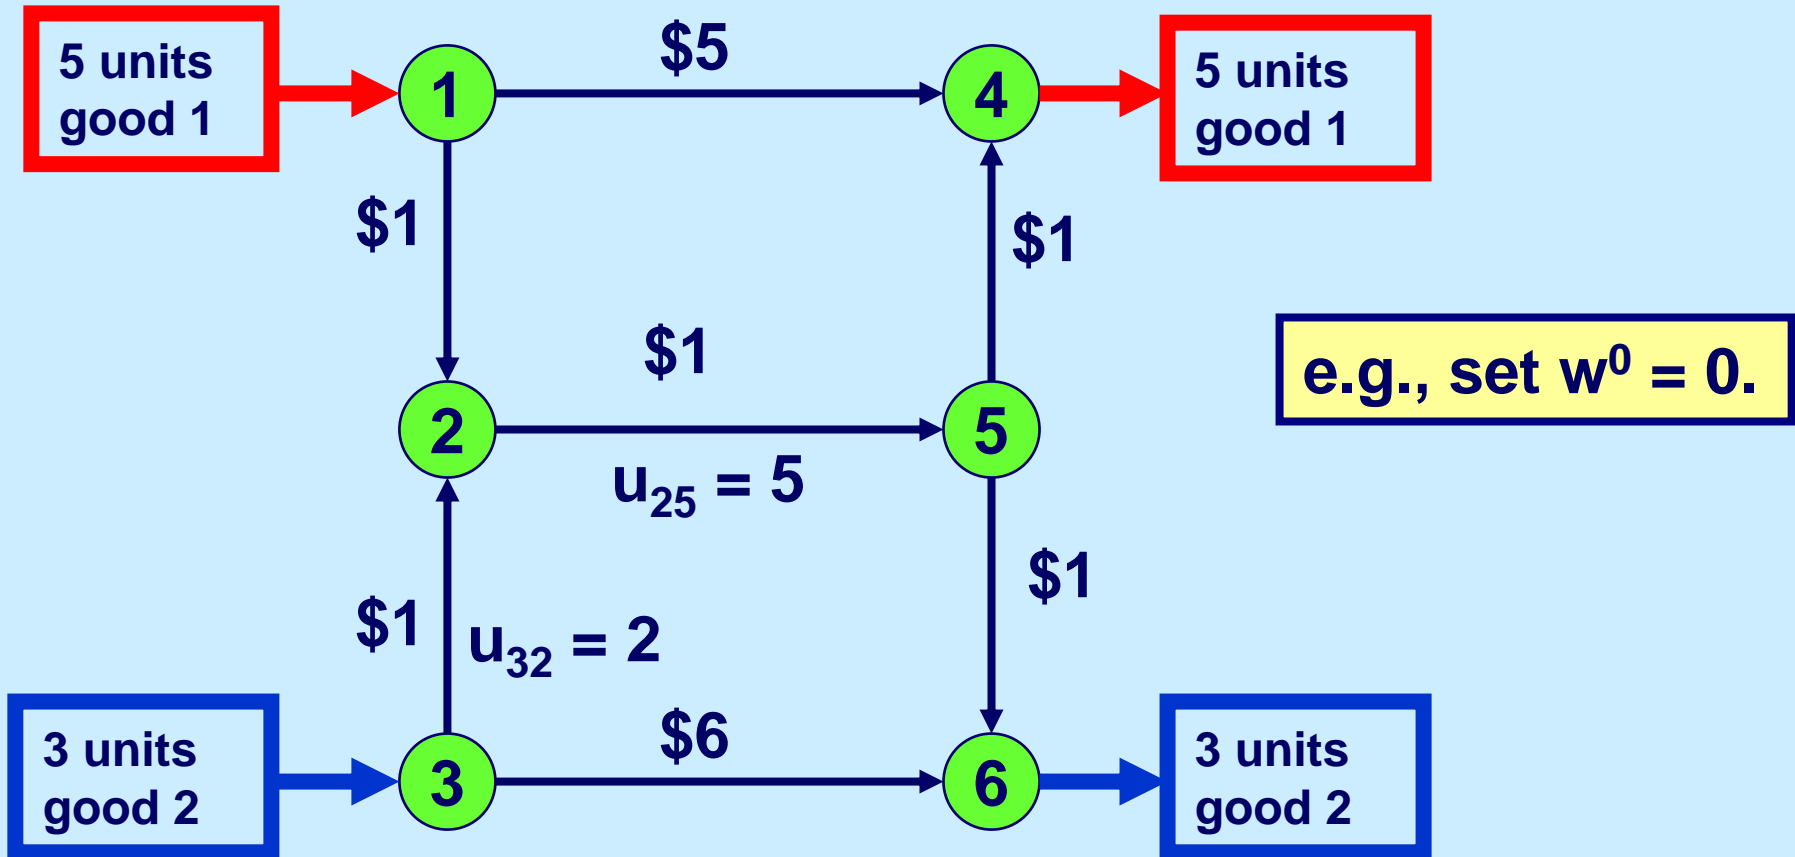 5 units
good 1
1
$5
4
5 units
good 1
$1
$1
$1
2
5
e.g., set w⁰ = 0.
u₂₅ = 5
$1
u₃₂ = 2
$1
3 units
good 2
3
$6
6
3 units
good 2